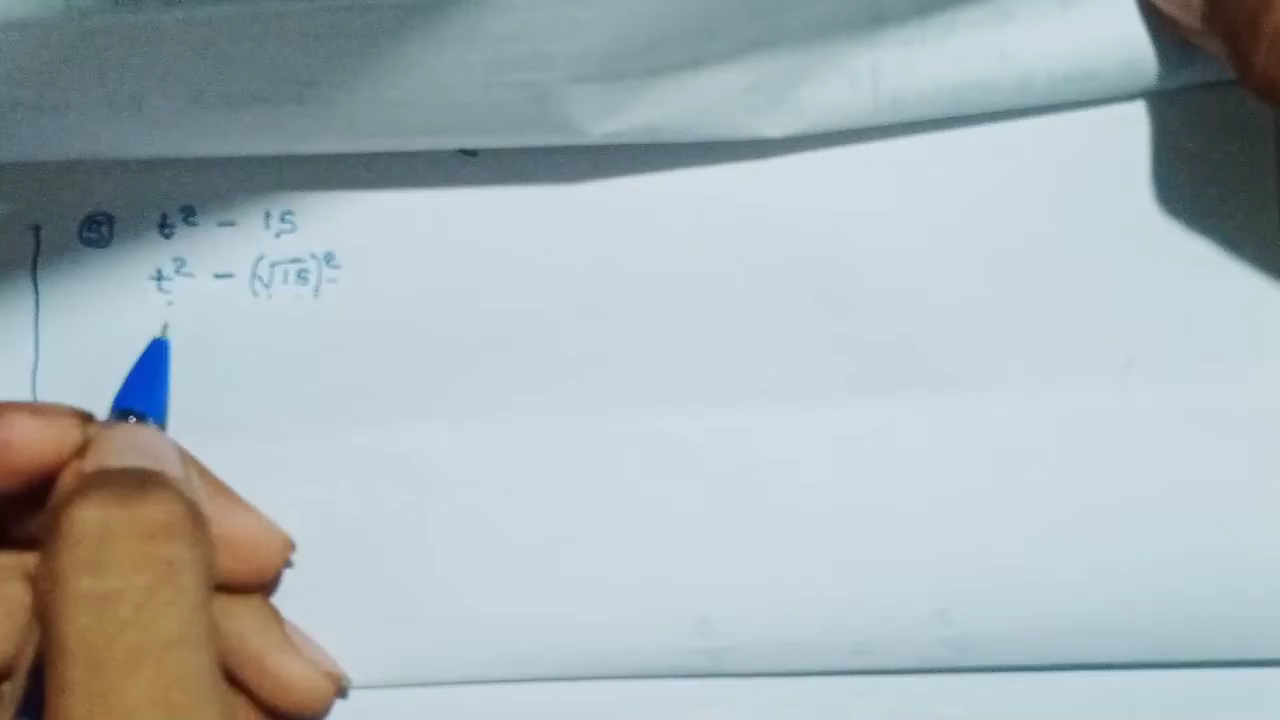 ⑤ t² - 15
t² - (√15)²